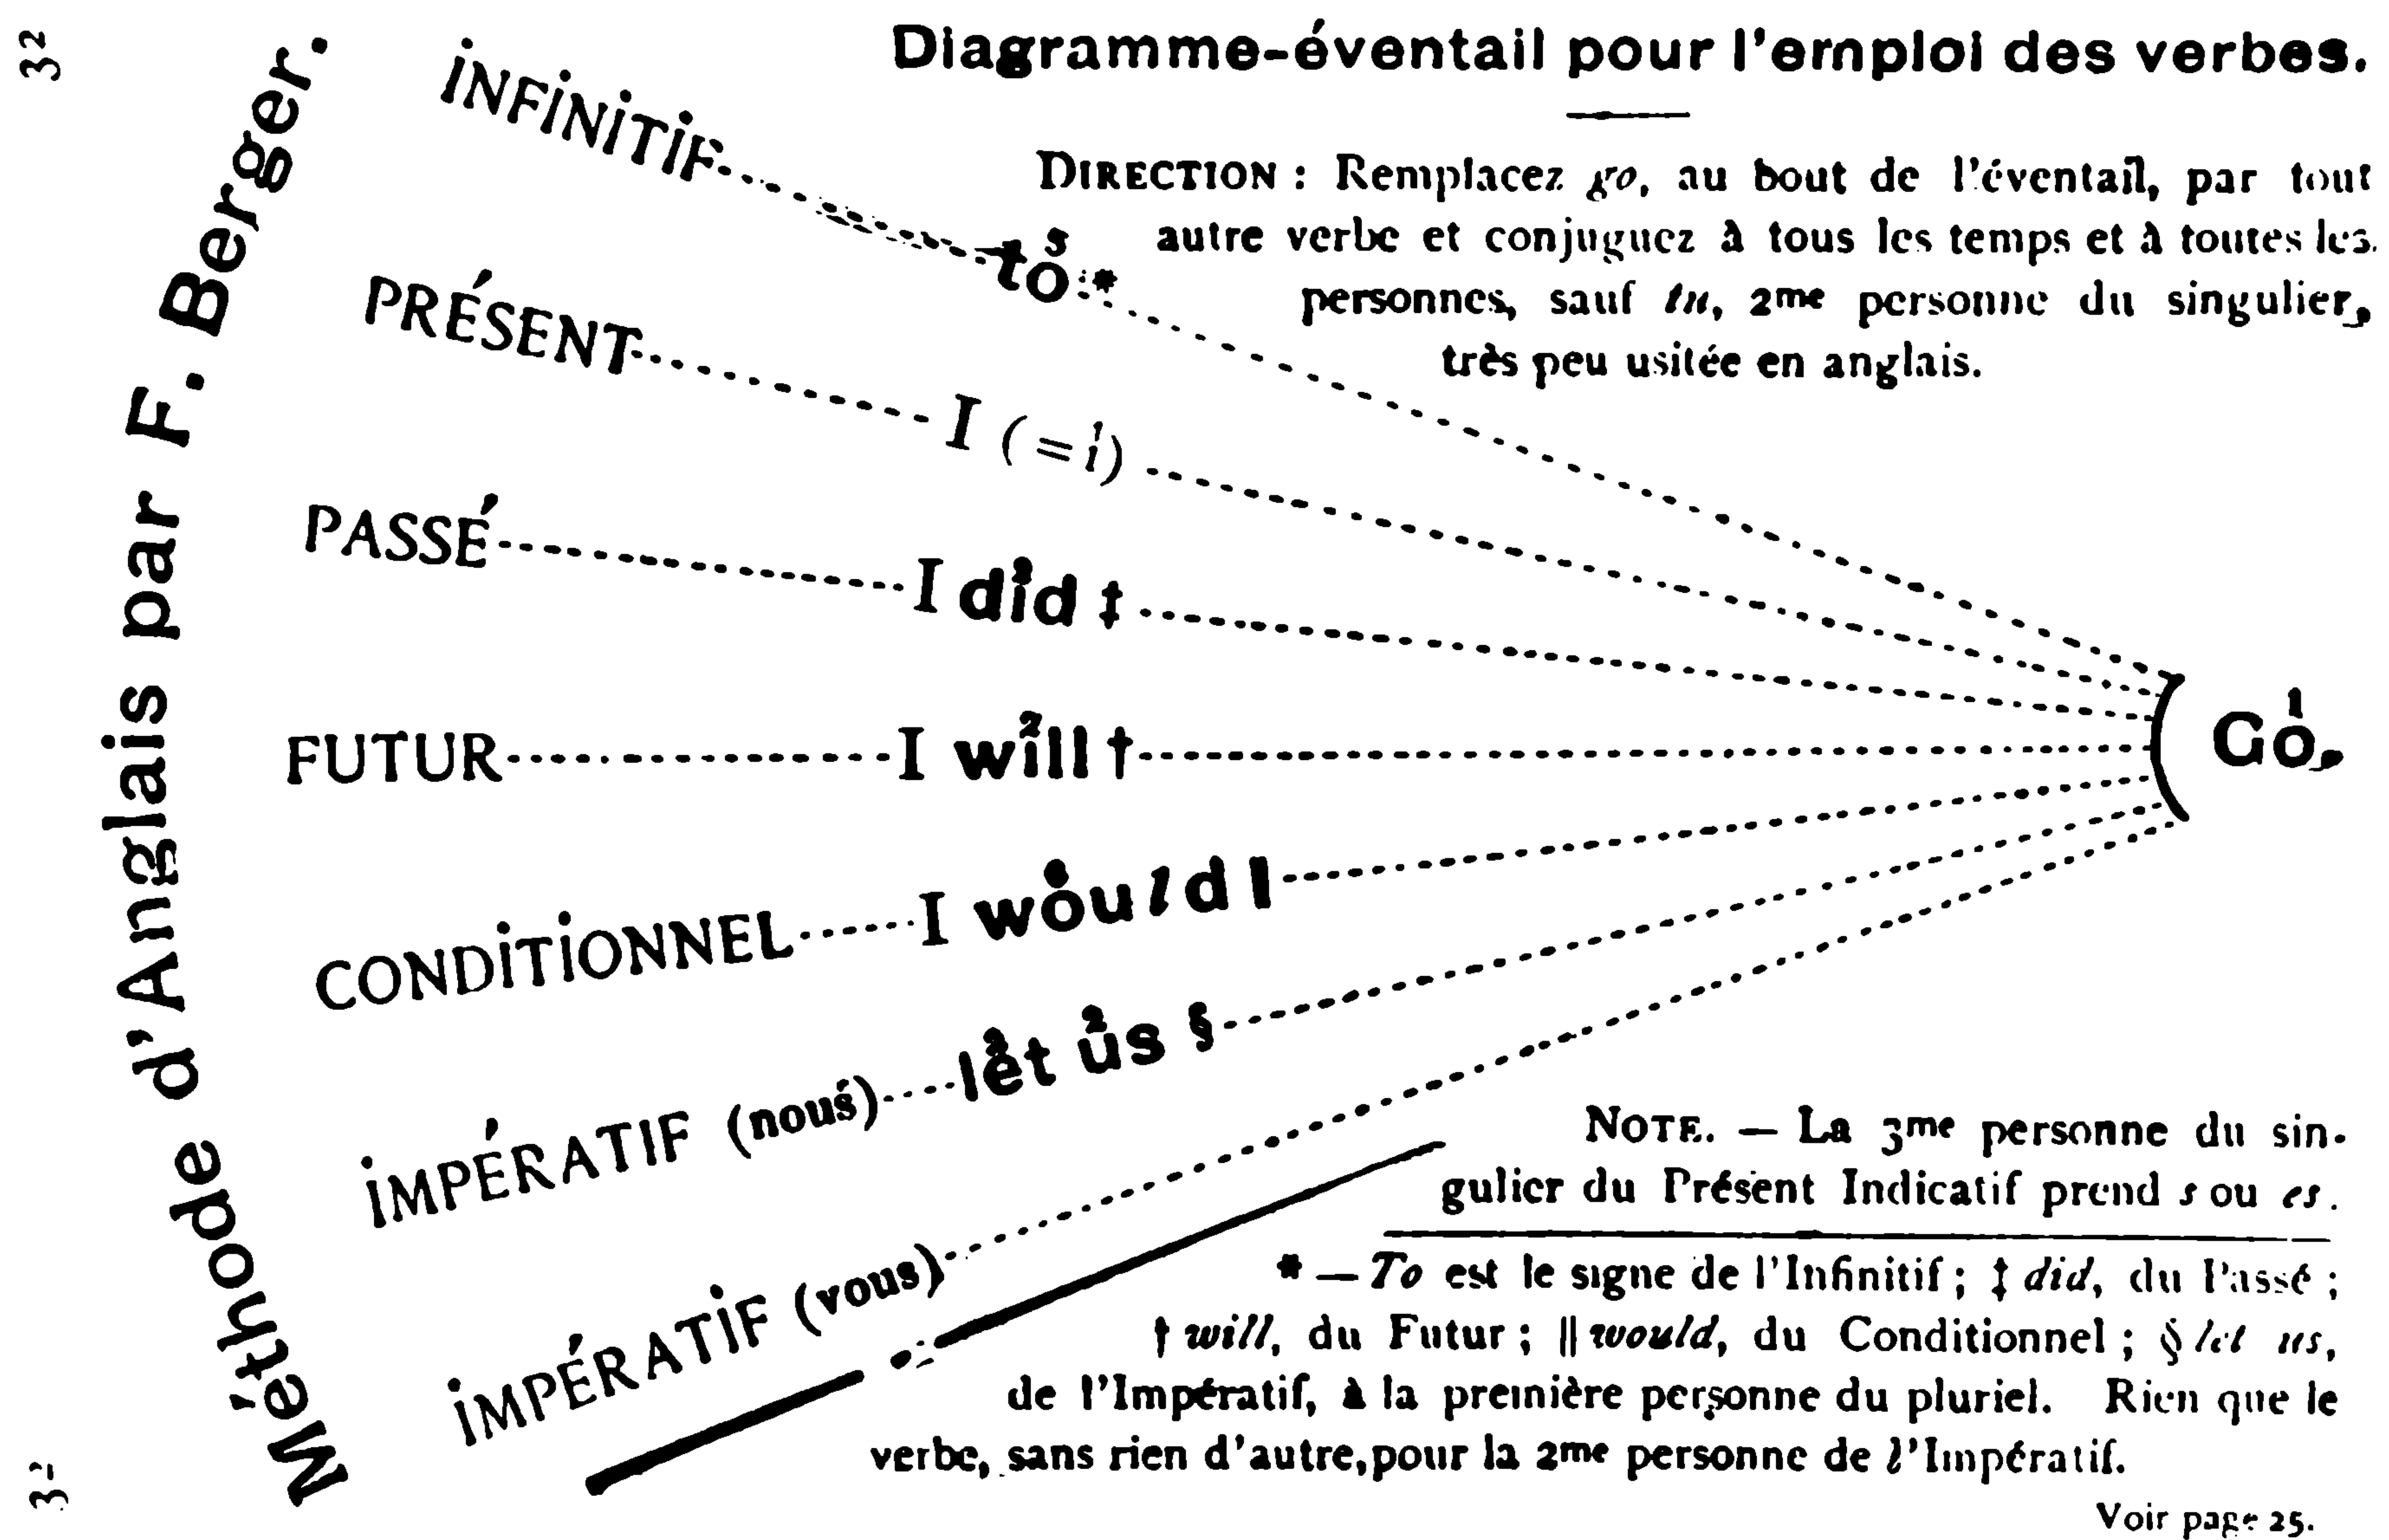 32
Diagramme-éventail pour l'emploi des verbes.
Méthode d'Anglais par F. Berger.
DIRECTION : Remplacez go, au bout de l'éventail, par tout
autre verbe et conjuguez à tous les temps et à toutes les
personnes, sauf tu, 2me personne du singulier,
très peu usitée en anglais.
INFINITIF to *
PRÉSENT I (=i)
PASSÉ I did ‡
FUTUR I will †
CONDITIONNEL I would ‖
IMPÉRATIF (nous) let us §
IMPÉRATIF (vous)
Go,
NOTE. — La 3me personne du sin-
gulier du Présent Indicatif prend s ou es.
* — To est le signe de l'Infinitif ; ‡ did, du Passé ;
† will, du Futur ; ‖ would, du Conditionnel ; § let us,
de l'Impératif, à la première personne du pluriel. Rien que le
verbe, sans rien d'autre, pour la 2me personne de l'Impératif.
Voir page 25.
32